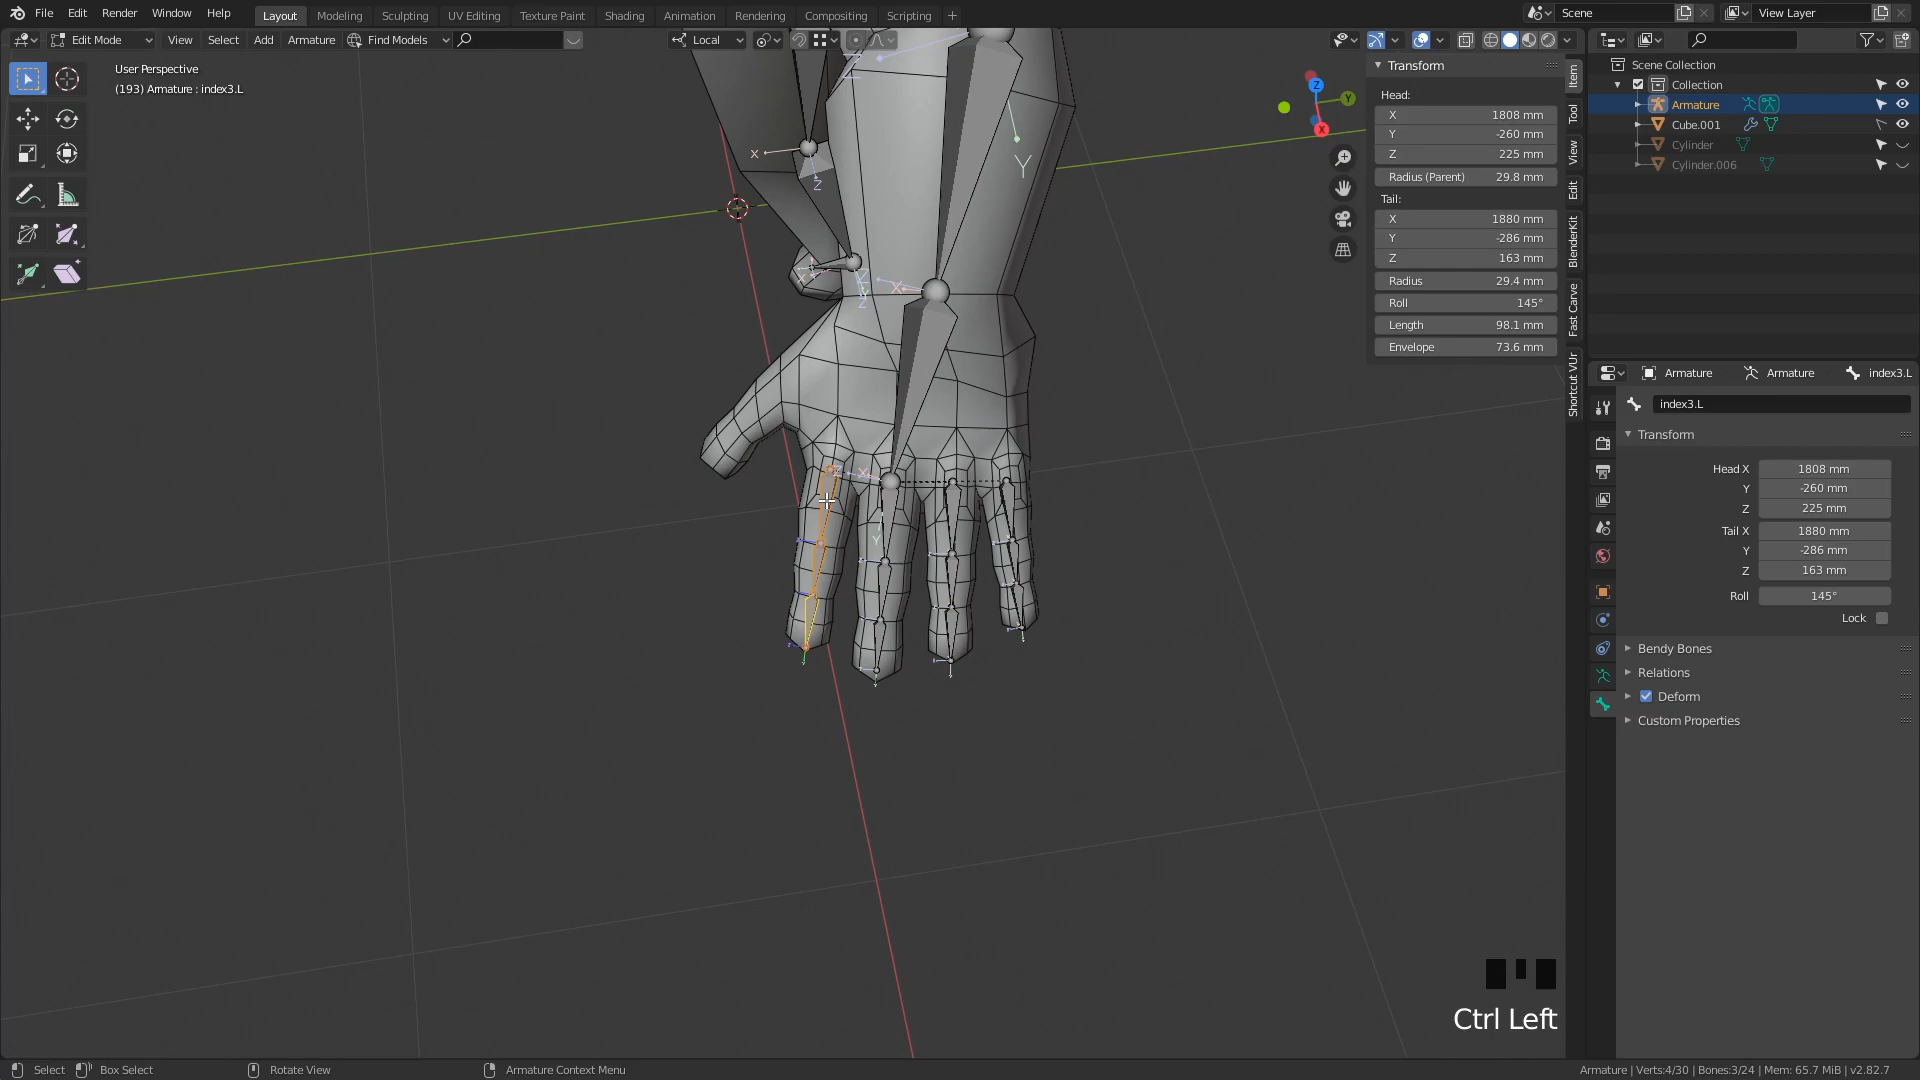 File Edit Render Window Help Layout Modeling Sculpting UV Editing Texture Paint Shading Animation Rendering Compositing Scripting + Scene View Layer
Edit Mode View Select Add Armature Find Models Local
User Perspective
(193) Armature : index3.L
Z
Y
X
X
Z
Y
X
X
Y
Transform
Head:
X 1808 mm
Y -260 mm
Z 225 mm
Radius (Parent) 29.8 mm
Tail:
X 1880 mm
Y -286 mm
Z 163 mm
Radius 29.4 mm
Roll 145°
Length 98.1 mm
Envelope 73.6 mm
Item
Tool
View
Edit
BlenderKit
Fast Carve
Shortcut VUr
Scene Collection
Collection
Armature
Cube.001
Cylinder
Cylinder.006
Armature Armature index3.L
index3.L
Transform
Head X 1808 mm
Y -260 mm
Z 225 mm
Tail X 1880 mm
Y -286 mm
Z 163 mm
Roll 145°
Lock
Bendy Bones
Relations
Deform
Custom Properties
Ctrl Left
Select Box Select Rotate View Armature Context Menu Armature | Verts:4/30 | Bones:3/24 | Mem: 65.7 MiB | v2.82.7